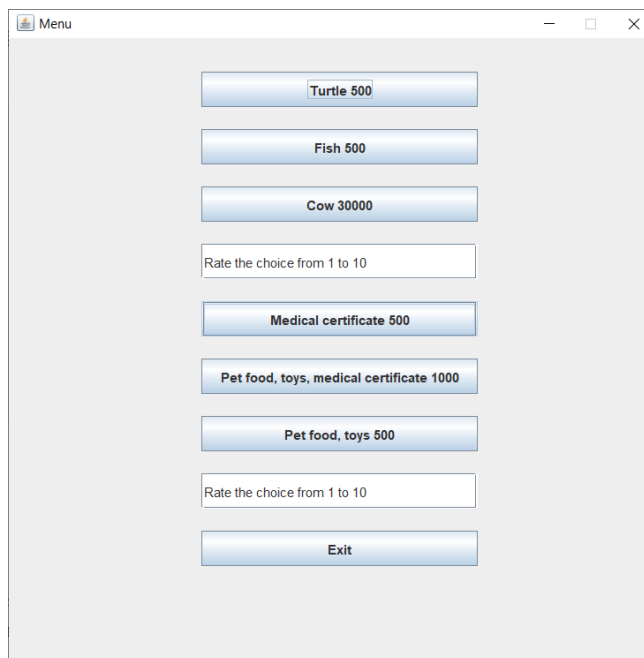 Menu
Turtle 500
Fish 500
Cow 30000
Rate the choice from 1 to 10
Medical certificate 500
Pet food, toys, medical certificate 1000
Pet food, toys 500
Rate the choice from 1 to 10
Exit